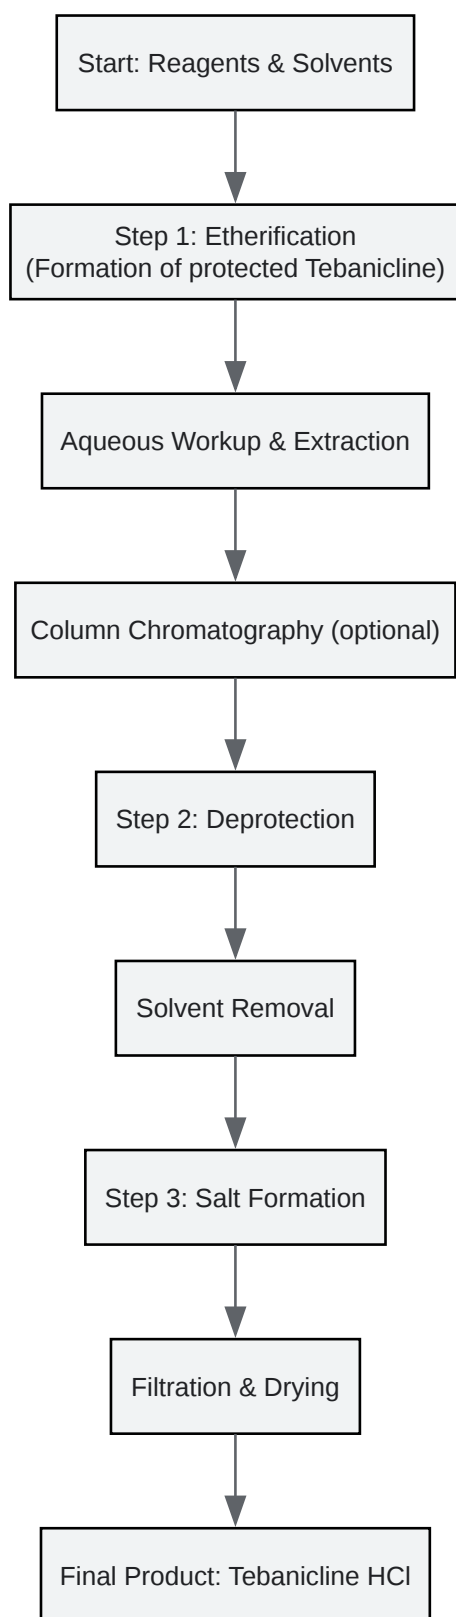 Start: Reagents & Solvents
Step 1: Etherification
(Formation of protected Tebanicline)
Aqueous Workup & Extraction
Column Chromatography (optional)
Step 2: Deprotection
Solvent Removal
Step 3: Salt Formation
Filtration & Drying
Final Product: Tebanicline HCl